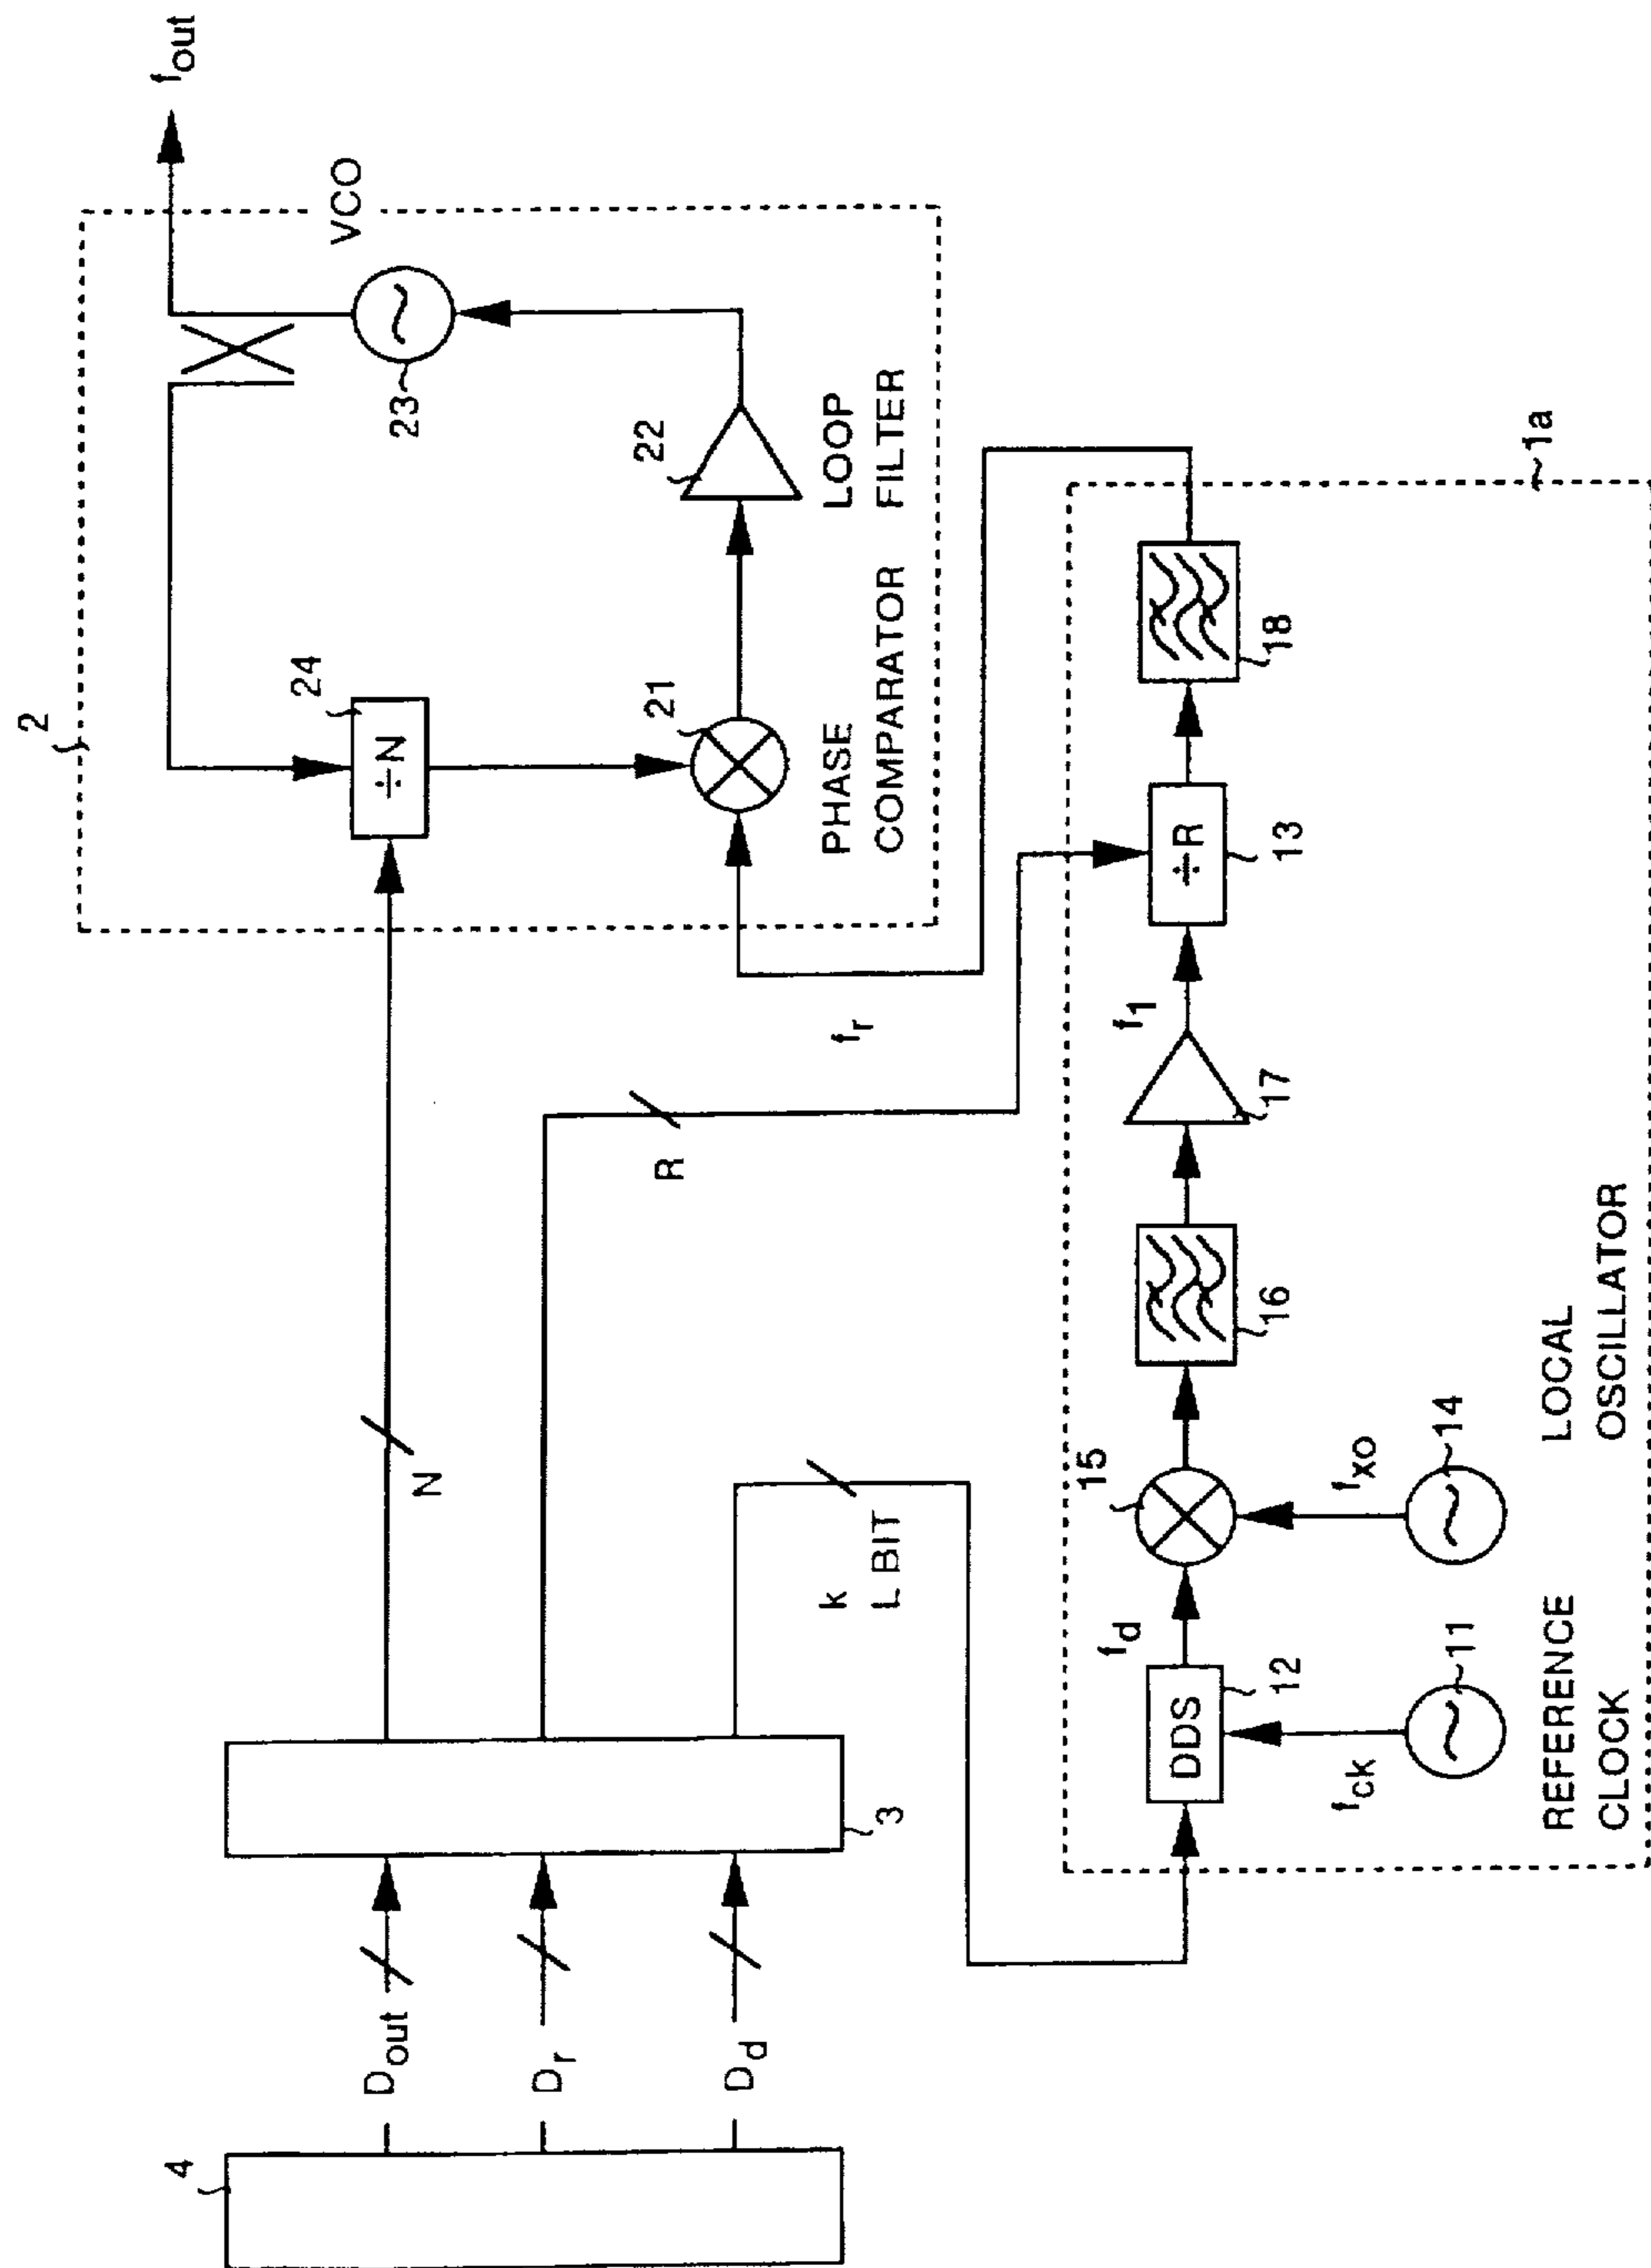 2
VCO
f_out
24
÷N
23
22
21
PHASE
COMPARATOR
LOOP
FILTER
4
D_out
D_r
D_d
3
N
R
k
L BIT
f_r
1a
DDS
12
f_d
15
16
17
f_1
÷R
13
18
f_ck
11
f_xo
14
REFERENCE
CLOCK
LOCAL
OSCILLATOR